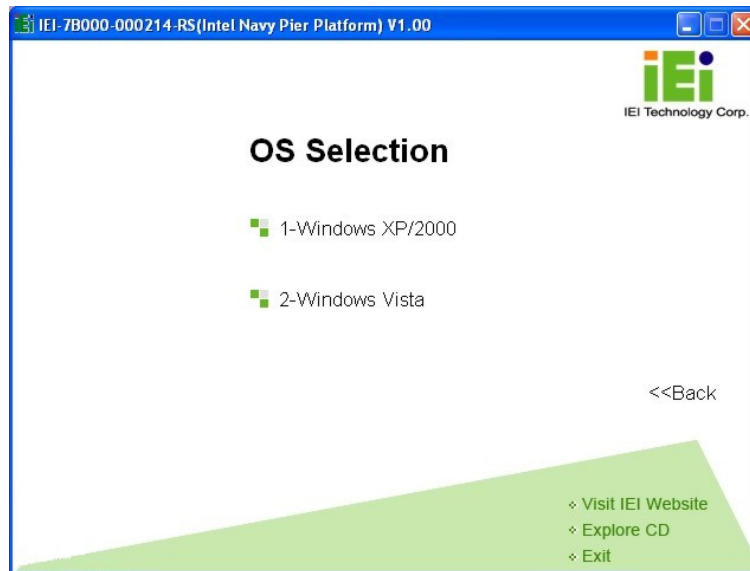 IEI-7B000-000214-RS(Intel Navy Pier Platform) V1.00
iEi
IEI Technology Corp.
OS Selection
1-Windows XP/2000
2-Windows Vista
<<Back
Visit IEI Website
Explore CD
Exit